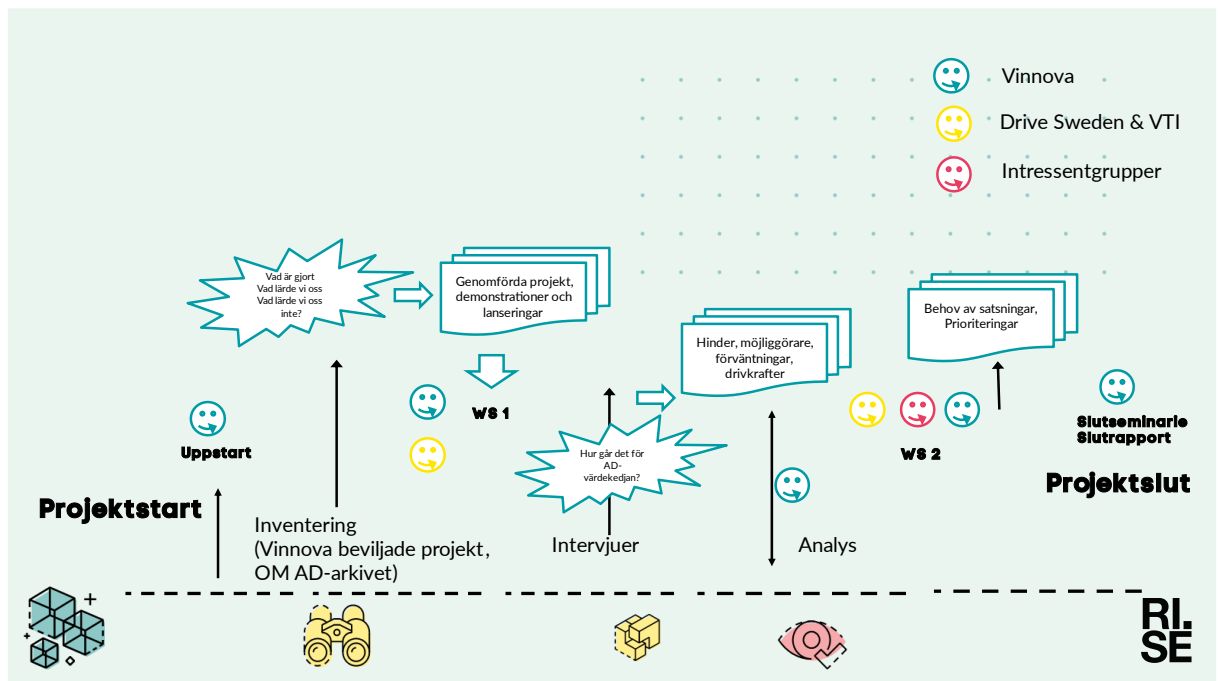 Vinnova
Drive Sweden & VTI
Intressentgrupper
Vad är gjort
Vad lärde vi oss
Vad lärde vi oss
inte?
Genomförda projekt,
demonstrationer och
lanseringar
Hinder, möjliggörare,
förväntningar,
drivkrafter
Behov av satsningar,
Prioriteringar
WS 1
Uppstart
Hur går det för
AD-
värdekedjan?
WS 2
Slutseminarie
Slutrapport
Projektstart
Projektslut
Inventering
(Vinnova beviljade projekt,
OM AD-arkivet)
Intervjuer
Analys
RI.
SE